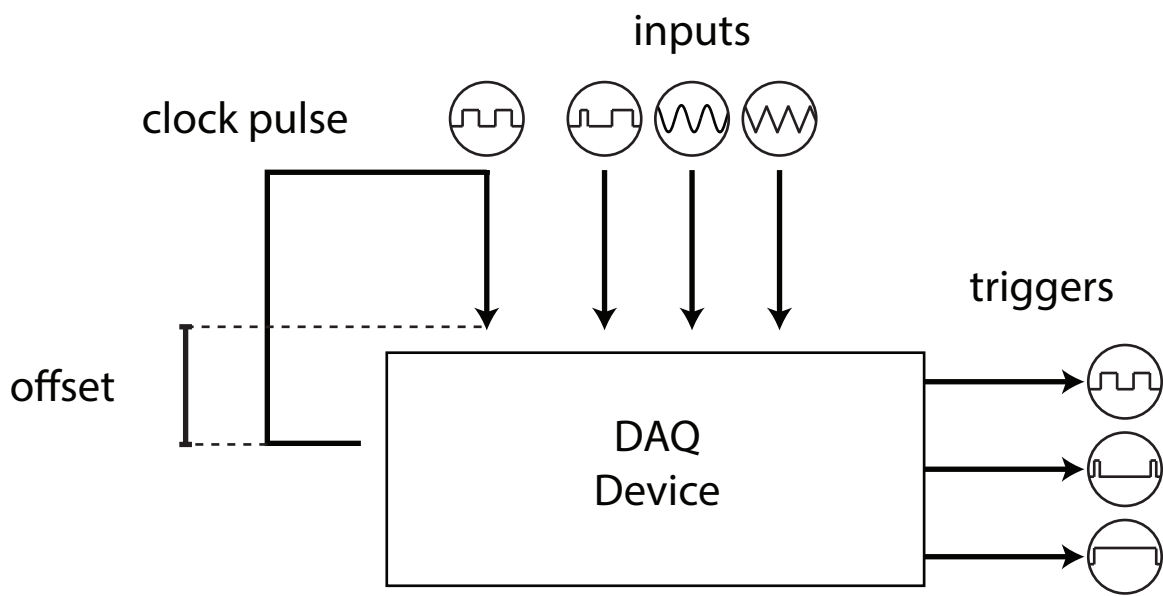 inputs
clock pulse
triggers
offset
DAQ
Device